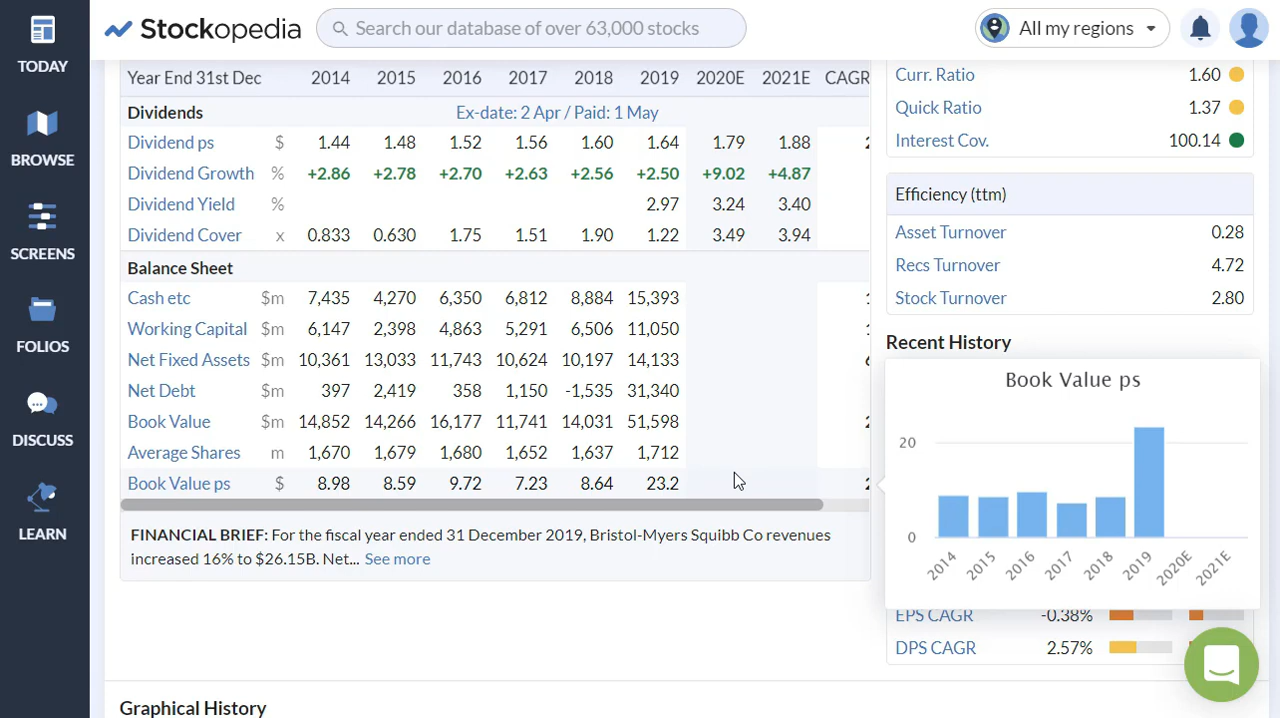 TODAY
BROWSE
SCREENS
FOLIOS
DISCUSS
LEARN
Stockopedia
Search our database of over 63,000 stocks
All my regions
Year End 31st Dec 2014 2015 2016 2017 2018 2019 2020E 2021E CAGR
Dividends Ex-date: 2 Apr / Paid: 1 May
Dividend ps $ 1.44 1.48 1.52 1.56 1.60 1.64 1.79 1.88
Dividend Growth % +2.86 +2.78 +2.70 +2.63 +2.56 +2.50 +9.02 +4.87
Dividend Yield % 2.97 3.24 3.40
Dividend Cover x 0.833 0.630 1.75 1.51 1.90 1.22 3.49 3.94
Balance Sheet
Cash etc $m 7,435 4,270 6,350 6,812 8,884 15,393
Working Capital $m 6,147 2,398 4,863 5,291 6,506 11,050
Net Fixed Assets $m 10,361 13,033 11,743 10,624 10,197 14,133
Net Debt $m 397 2,419 358 1,150 -1,535 31,340
Book Value $m 14,852 14,266 16,177 11,741 14,031 51,598
Average Shares m 1,670 1,679 1,680 1,652 1,637 1,712
Book Value ps $ 8.98 8.59 9.72 7.23 8.64 23.2
FINANCIAL BRIEF: For the fiscal year ended 31 December 2019, Bristol-Myers Squibb Co revenues
increased 16% to $26.15B. Net... See more
Graphical History
Curr. Ratio 1.60
Quick Ratio 1.37
Interest Cov. 100.14
Efficiency (ttm)
Asset Turnover 0.28
Recs Turnover 4.72
Stock Turnover 2.80
Recent History
Book Value ps
20
0
2014 2015 2016 2017 2018 2019 2020E 2021E
EPS CAGR -0.38%
DPS CAGR 2.57%